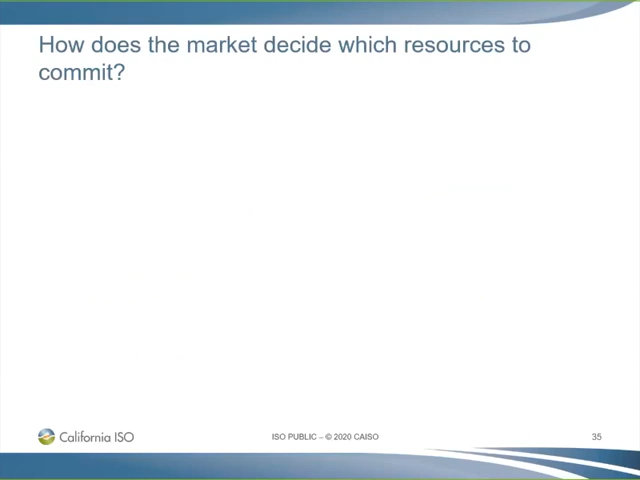 How does the market decide which resources to
commit?
California ISO
ISO PUBLIC – © 2020 CAISO
35